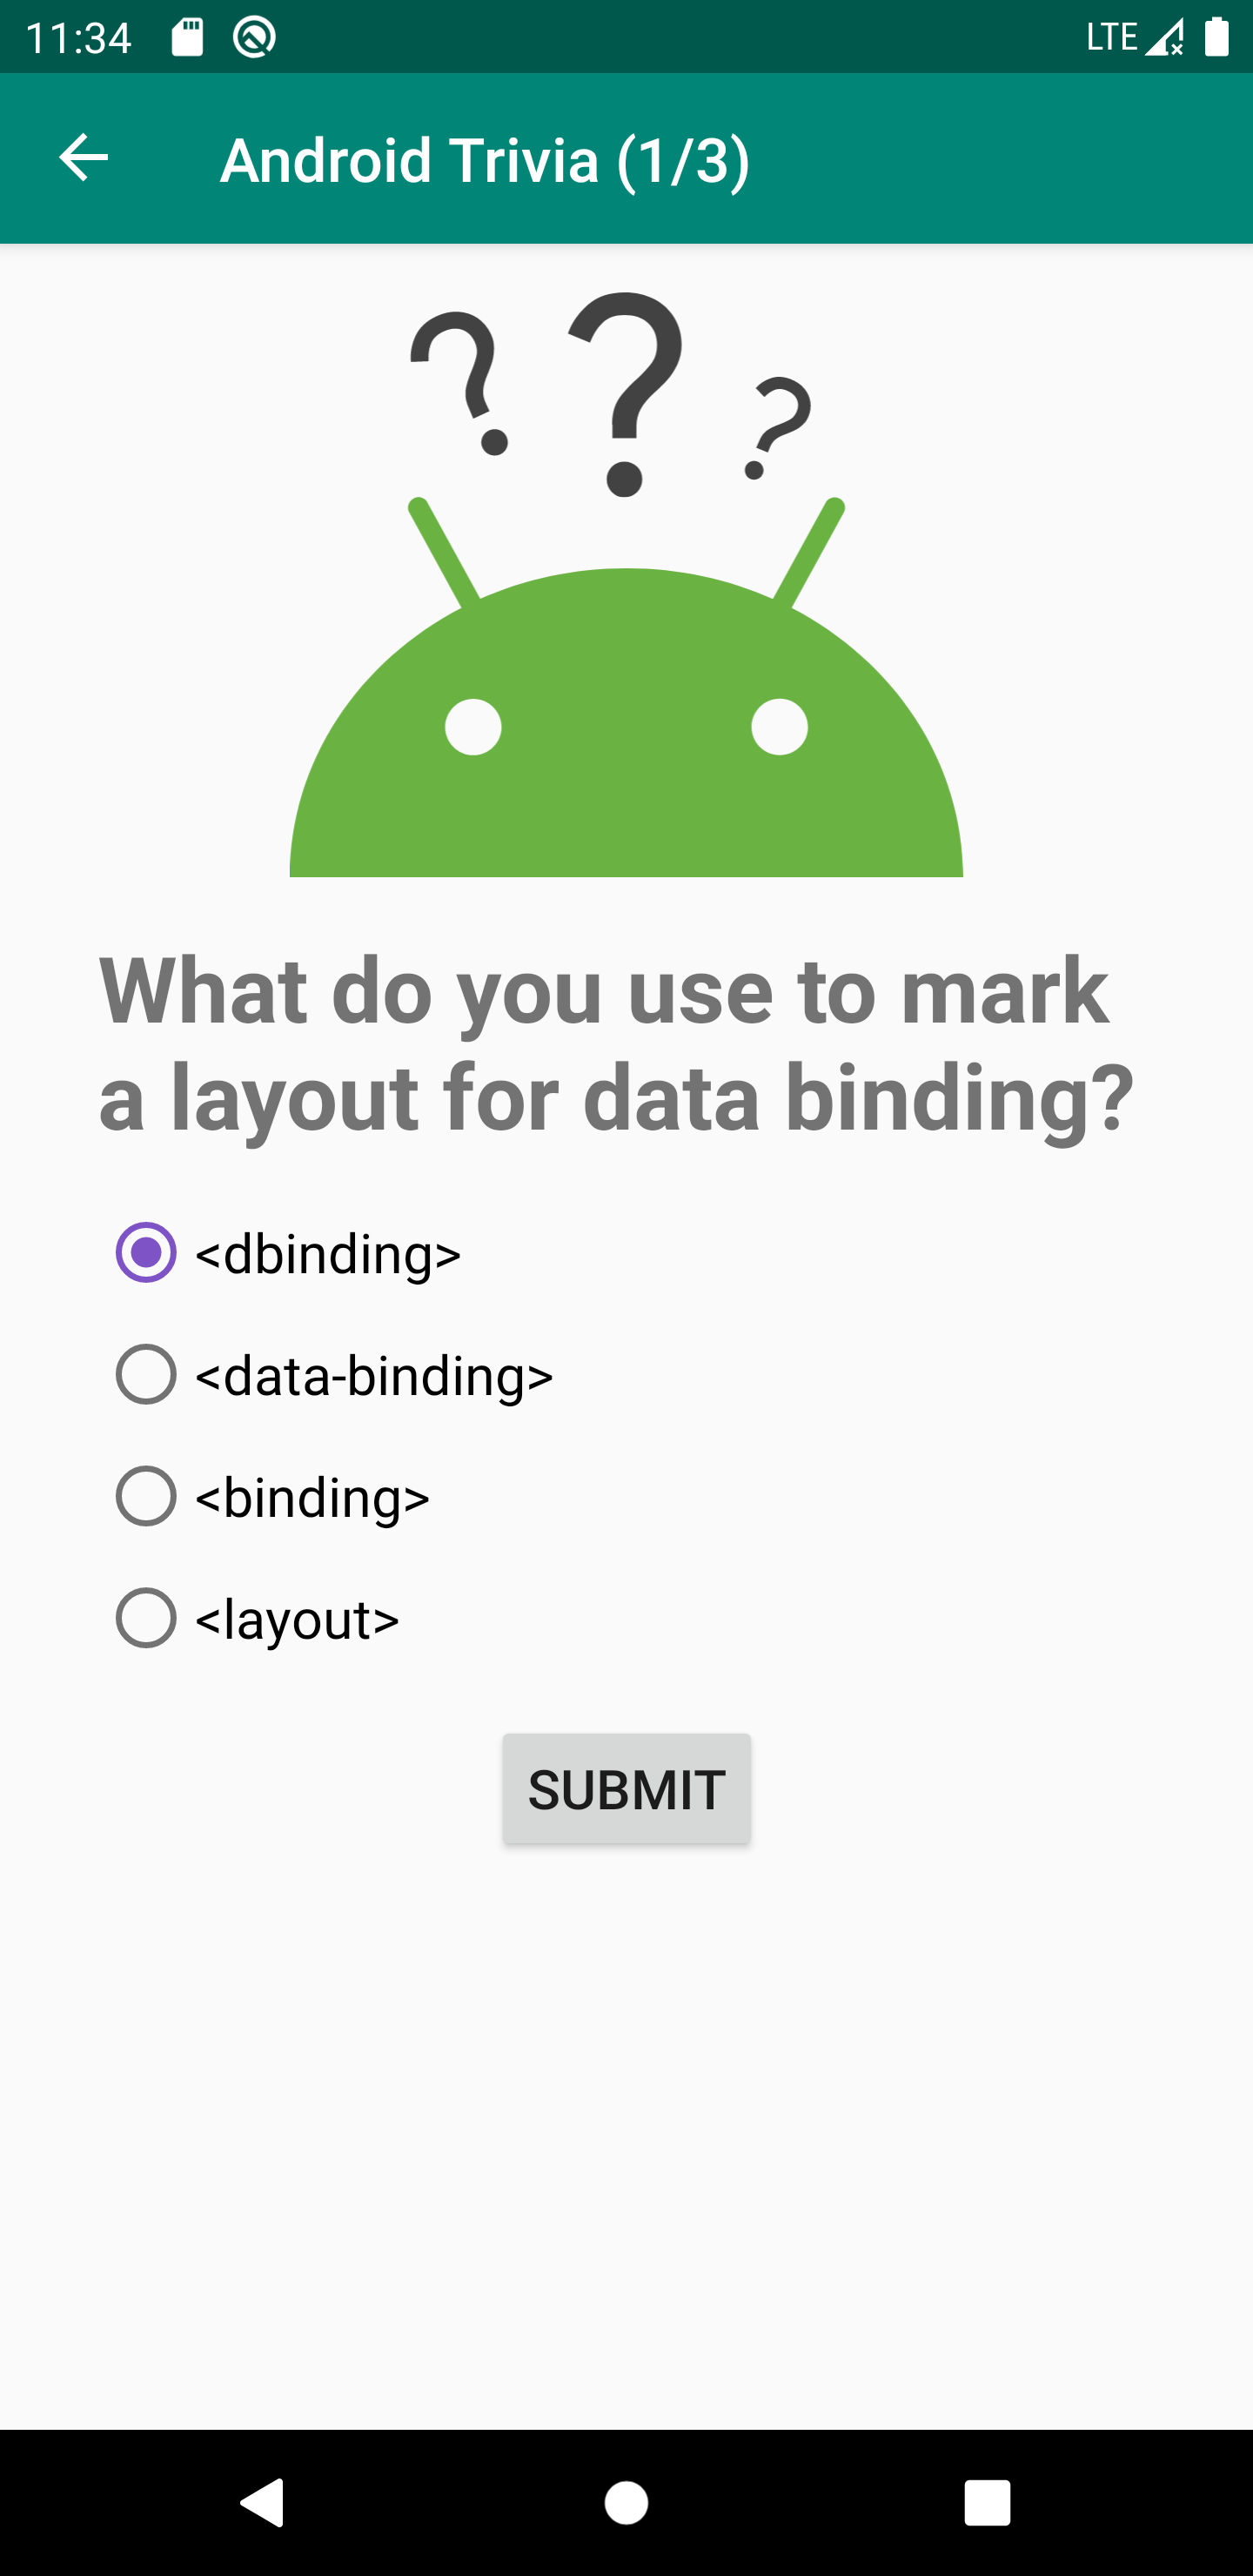 11:34 LTE
Android Trivia (1/3)
? ? ?
What do you use to mark
a layout for data binding?
<dbinding>
<data-binding>
<binding>
<layout>
SUBMIT